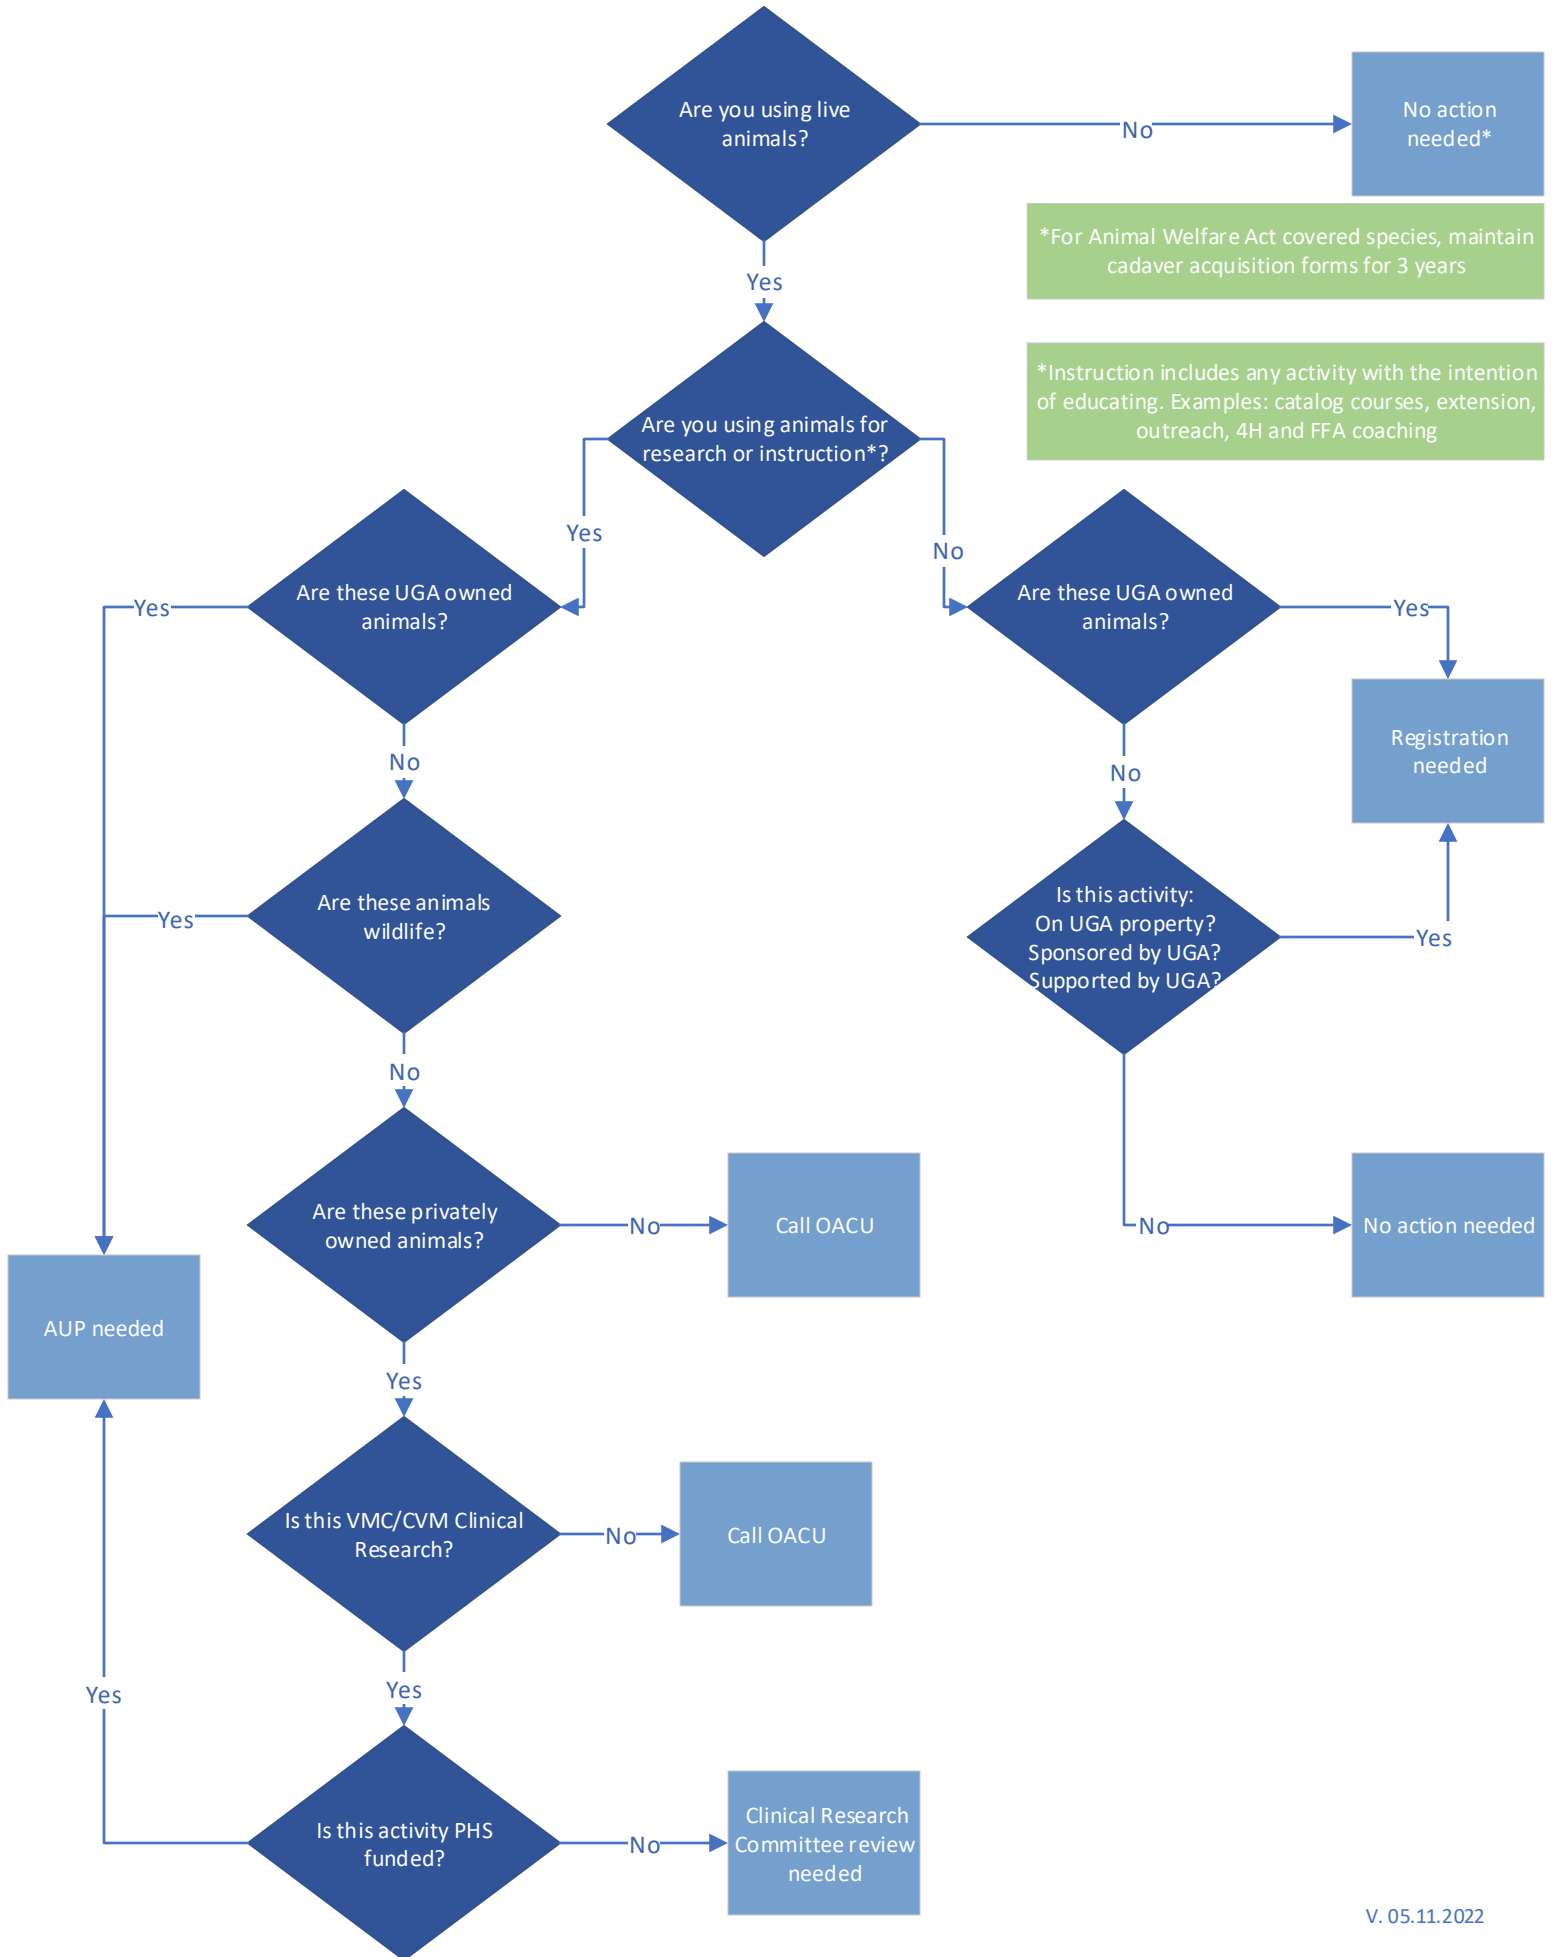 Are you using live
animals?
No
No action
needed*
*For Animal Welfare Act covered species, maintain
cadaver acquisition forms for 3 years
Yes
*Instruction includes any activity with the intention
of educating. Examples: catalog courses, extension,
outreach, 4H and FFA coaching
Are you using animals for
research or instruction*?
Yes
No
Are these UGA owned
animals?
Yes
No
Are these UGA owned
animals?
Yes
No
Registration
needed
Are these animals
wildlife?
Yes
No
Is this activity:
On UGA property?
Sponsored by UGA?
Supported by UGA?
Yes
No
No action needed
Are these privately
owned animals?
No
Call OACU
AUP needed
Yes
Is this VMC/CVM Clinical
Research?
No
Call OACU
Yes
Yes
Is this activity PHS
funded?
No
Clinical Research
Committee review
needed
V. 05.11.2022